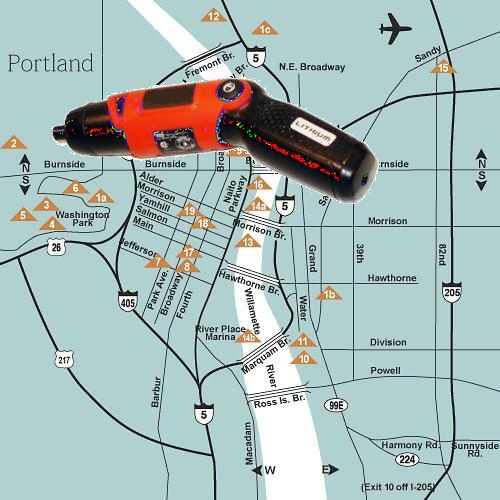 Portland
12
1c
5
Fremont Br.
y Br.
N.E. Broadway
Sandy
15
LITHIUM
2
N
S
Burnside
Burnside
rnside
N
S
6
1a
3
5
4
Washington
Park
Alder
Morrison
Yamhill
Salmon
Main
Jefferson
Naito
Parkway
16
14a
5
19
18
Morrison Br.
Morrison
13
26
17
7
8
Park Ave.
Broadway
Fourth
Hawthorne Br.
Hawthorne
Grand
39th
82nd
205
405
Water
1b
Willamette
River
River Place
Marina
14b
Marquam Br.
11
10
Division
Powell
217
Barbur
5
Ross Is. Br.
99E
Macadam
Harmony Rd.
Sunnyside
Rd.
224
W
E
(Exit 10 off I-205)